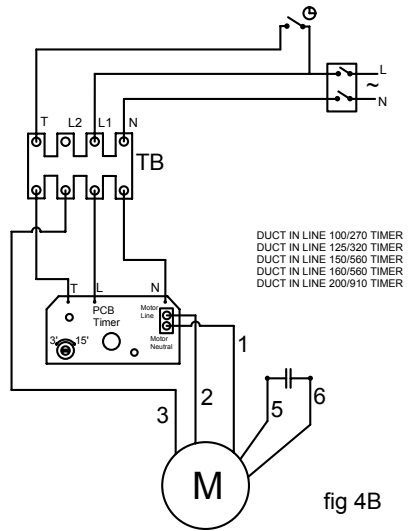 L
~
N
T L2 L1 N
TB
DUCT IN LINE 100/270 TIMER
DUCT IN LINE 125/320 TIMER
DUCT IN LINE 150/560 TIMER
DUCT IN LINE 160/560 TIMER
DUCT IN LINE 200/910 TIMER
T L N
PCB
Timer
Motor
Line
3' 15'
Motor
Neutral
1
2
3
5
6
M
fig 4B